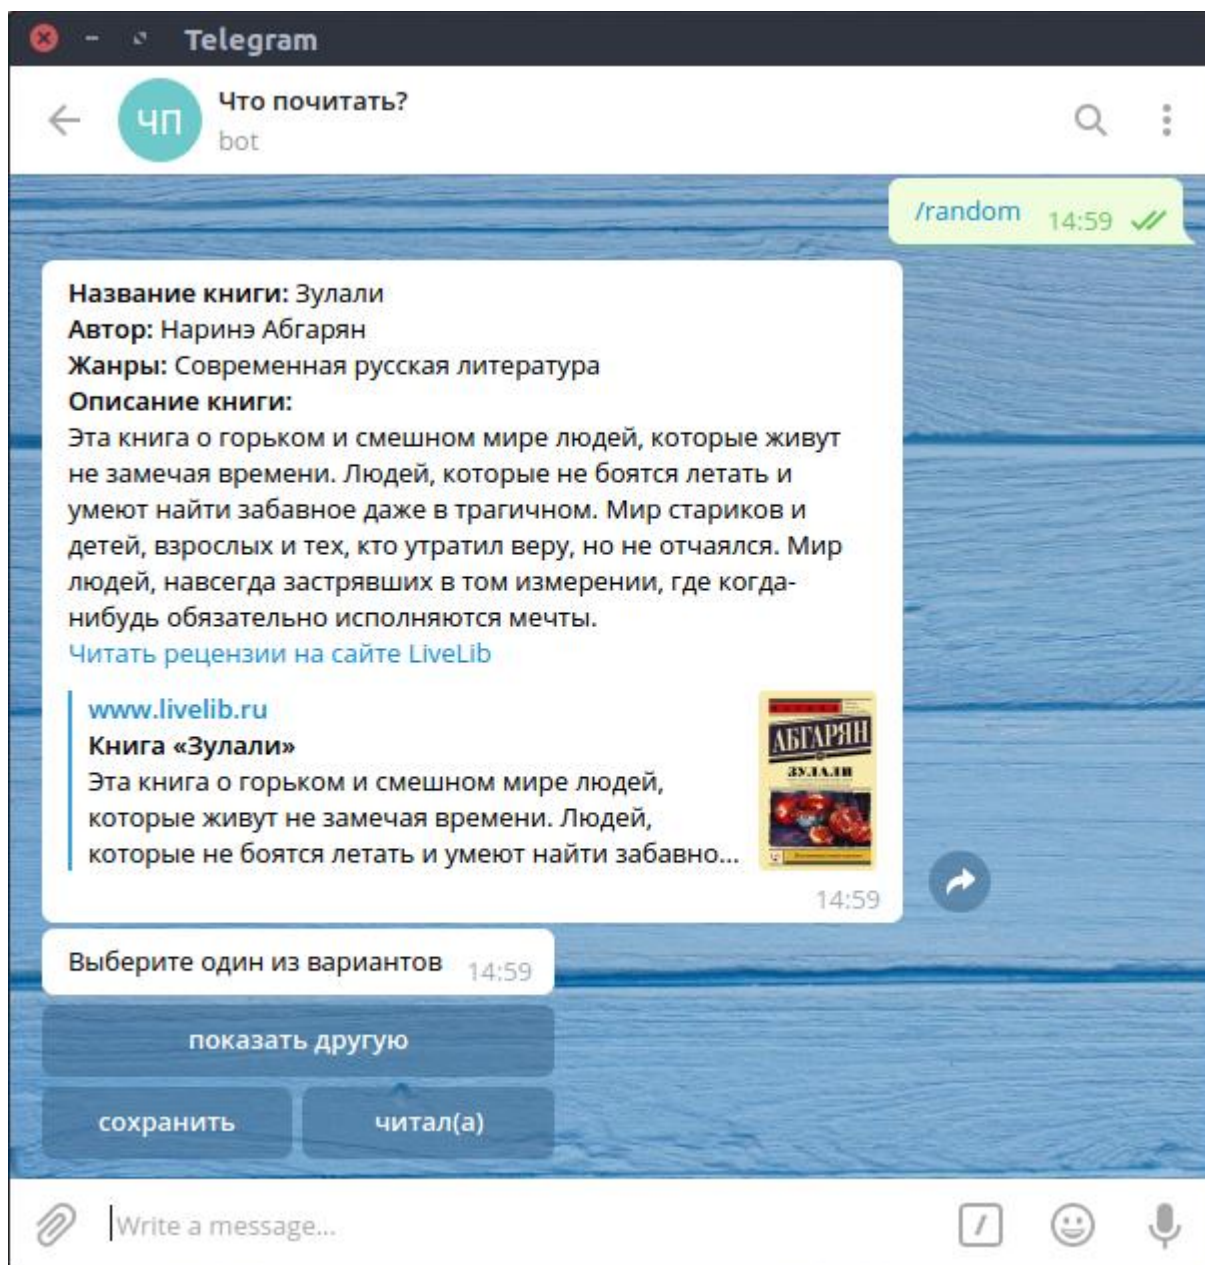 Telegram
ЧП
Что почитать?
bot
/random 14:59
Название книги: Зулали
Автор: Наринэ Абгарян
Жанры: Современная русская литература
Описание книги:
Эта книга о горьком и смешном мире людей, которые живут
не замечая времени. Людей, которые не боятся летать и
умеют найти забавное даже в трагичном. Мир стариков и
детей, взрослых и тех, кто утратил веру, но не отчаялся. Мир
людей, навсегда застрявших в том измерении, где когда-
нибудь обязательно исполняются мечты.
Читать рецензии на сайте LiveLib
www.livelib.ru
Книга «Зулали»
Эта книга о горьком и смешном мире людей,
которые живут не замечая времени. Людей,
которые не боятся летать и умеют найти забавно...
АБГАРЯН
ЗУЛАЛИ
14:59
Выберите один из вариантов 14:59
показать другую
сохранить
читал(а)
Write a message...